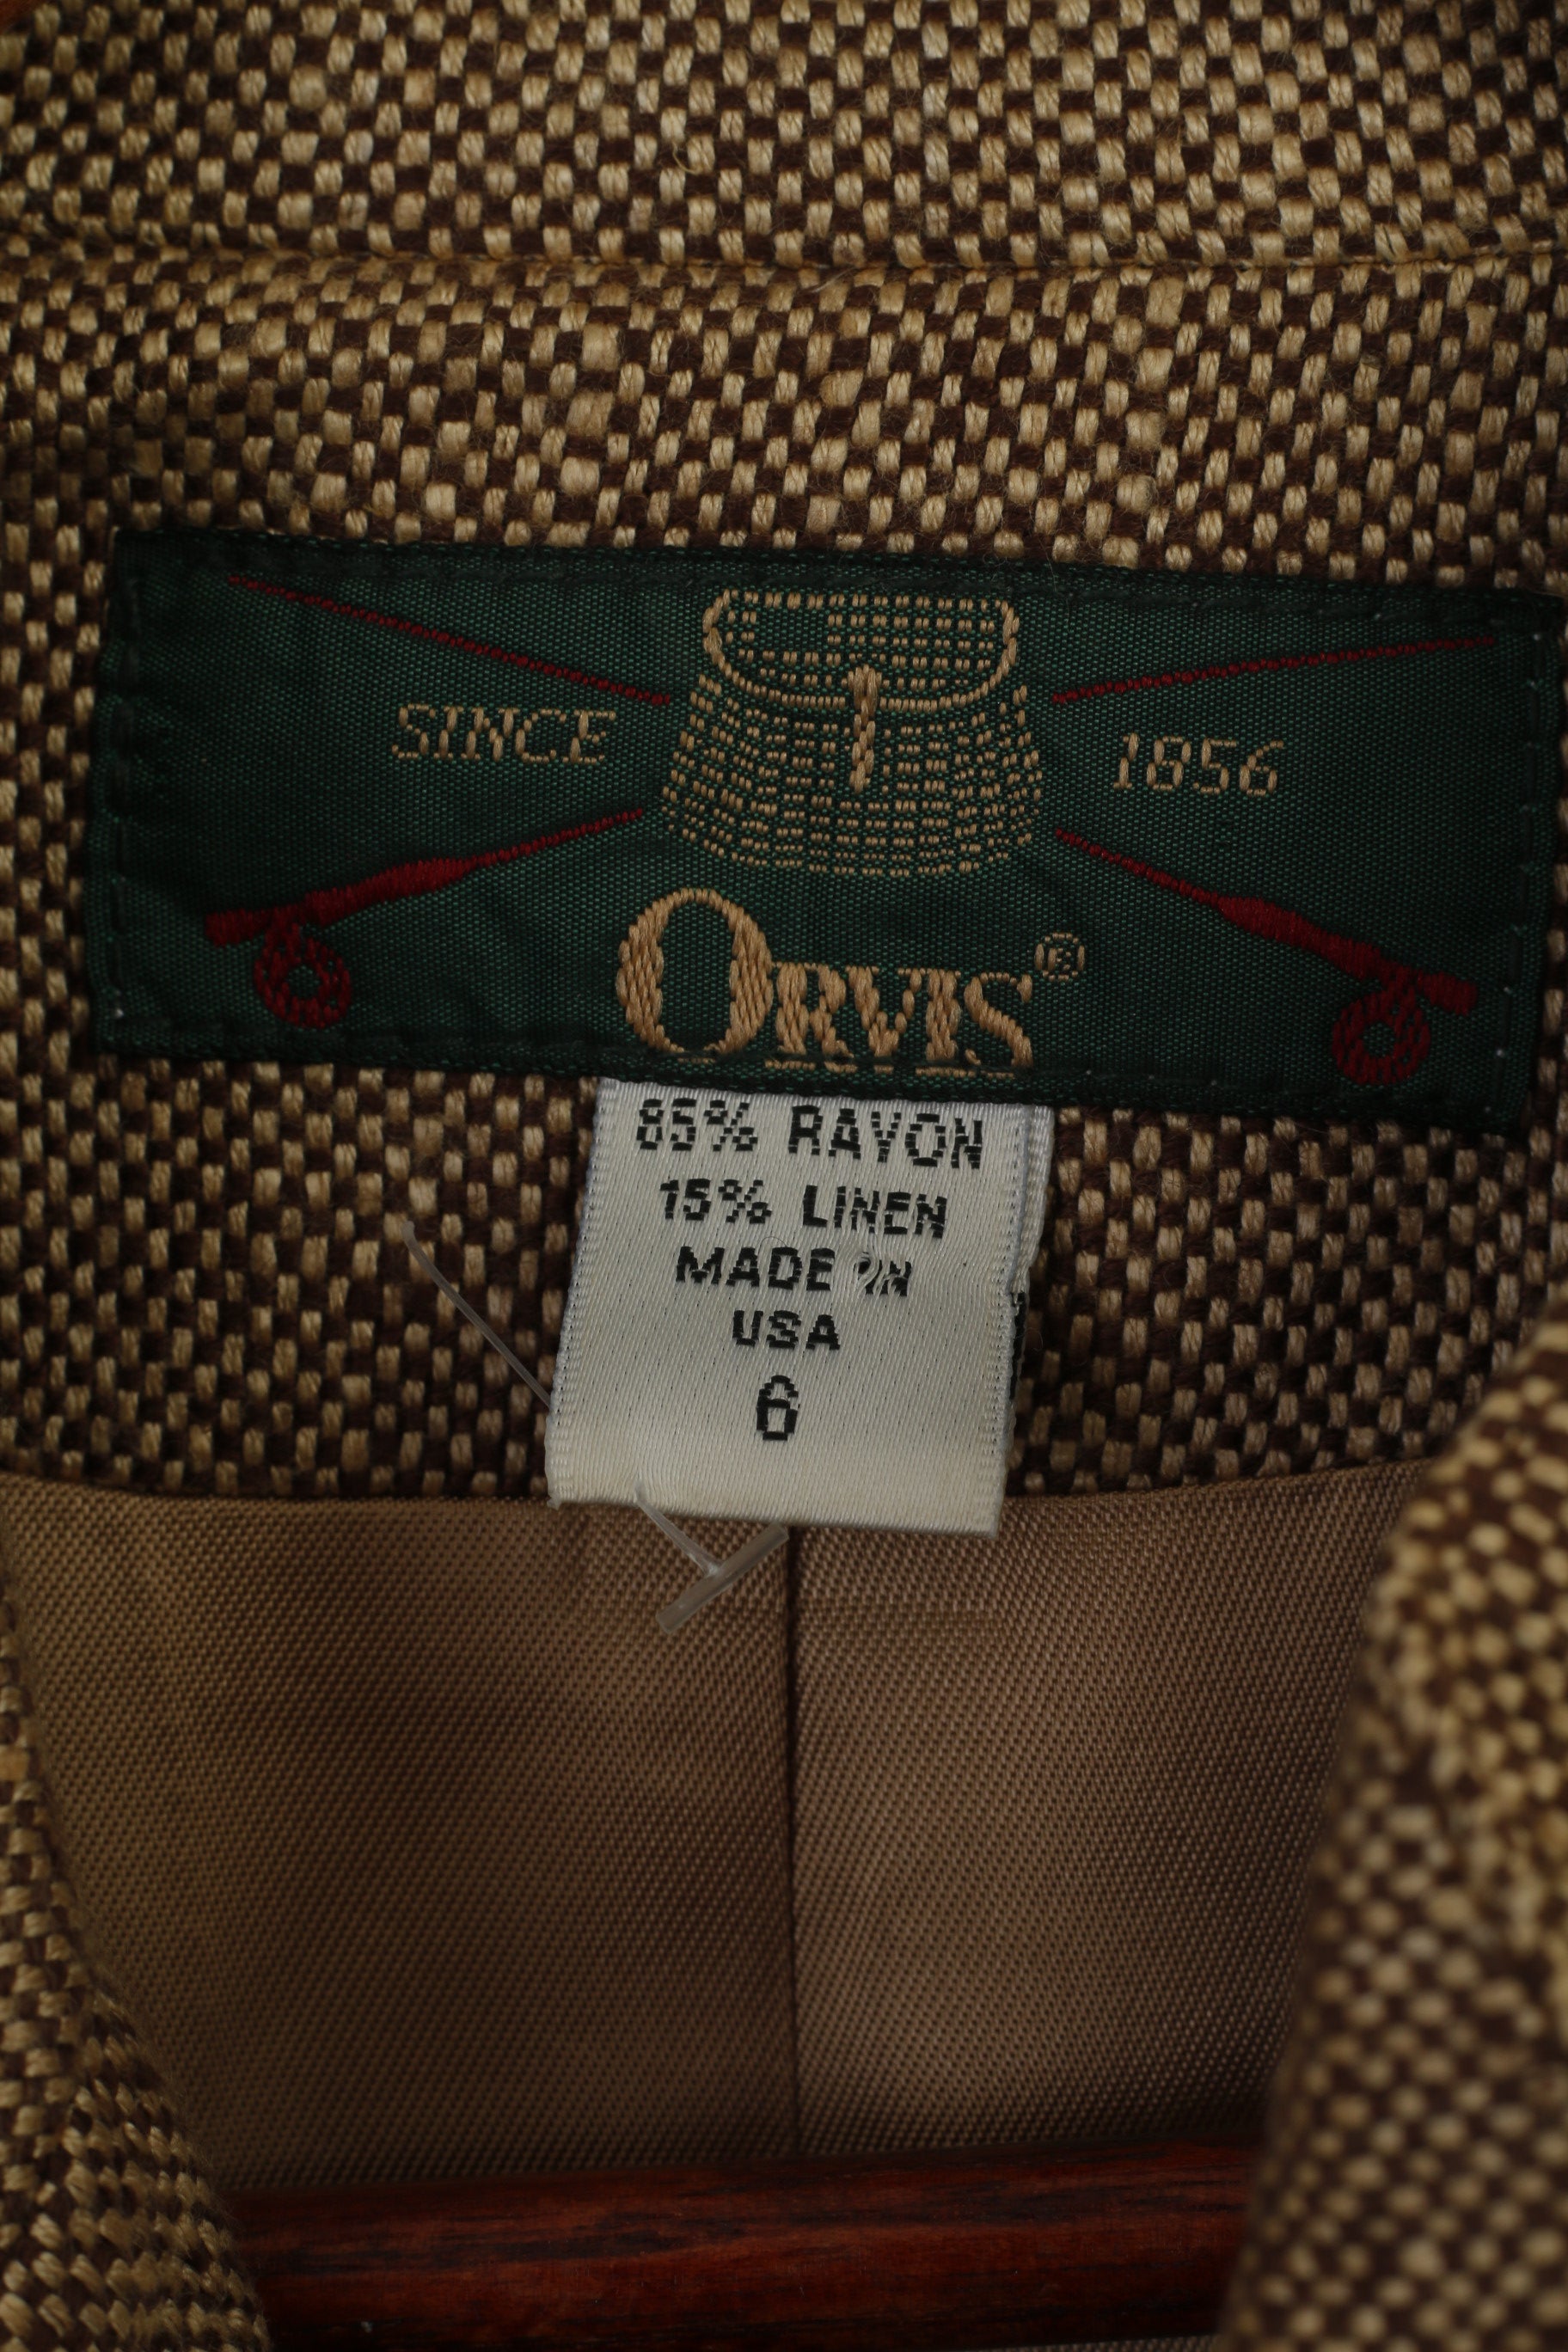 SINCE 1856
ORVIS®
85% RAYON
15% LINEN
MADE IN
USA
6